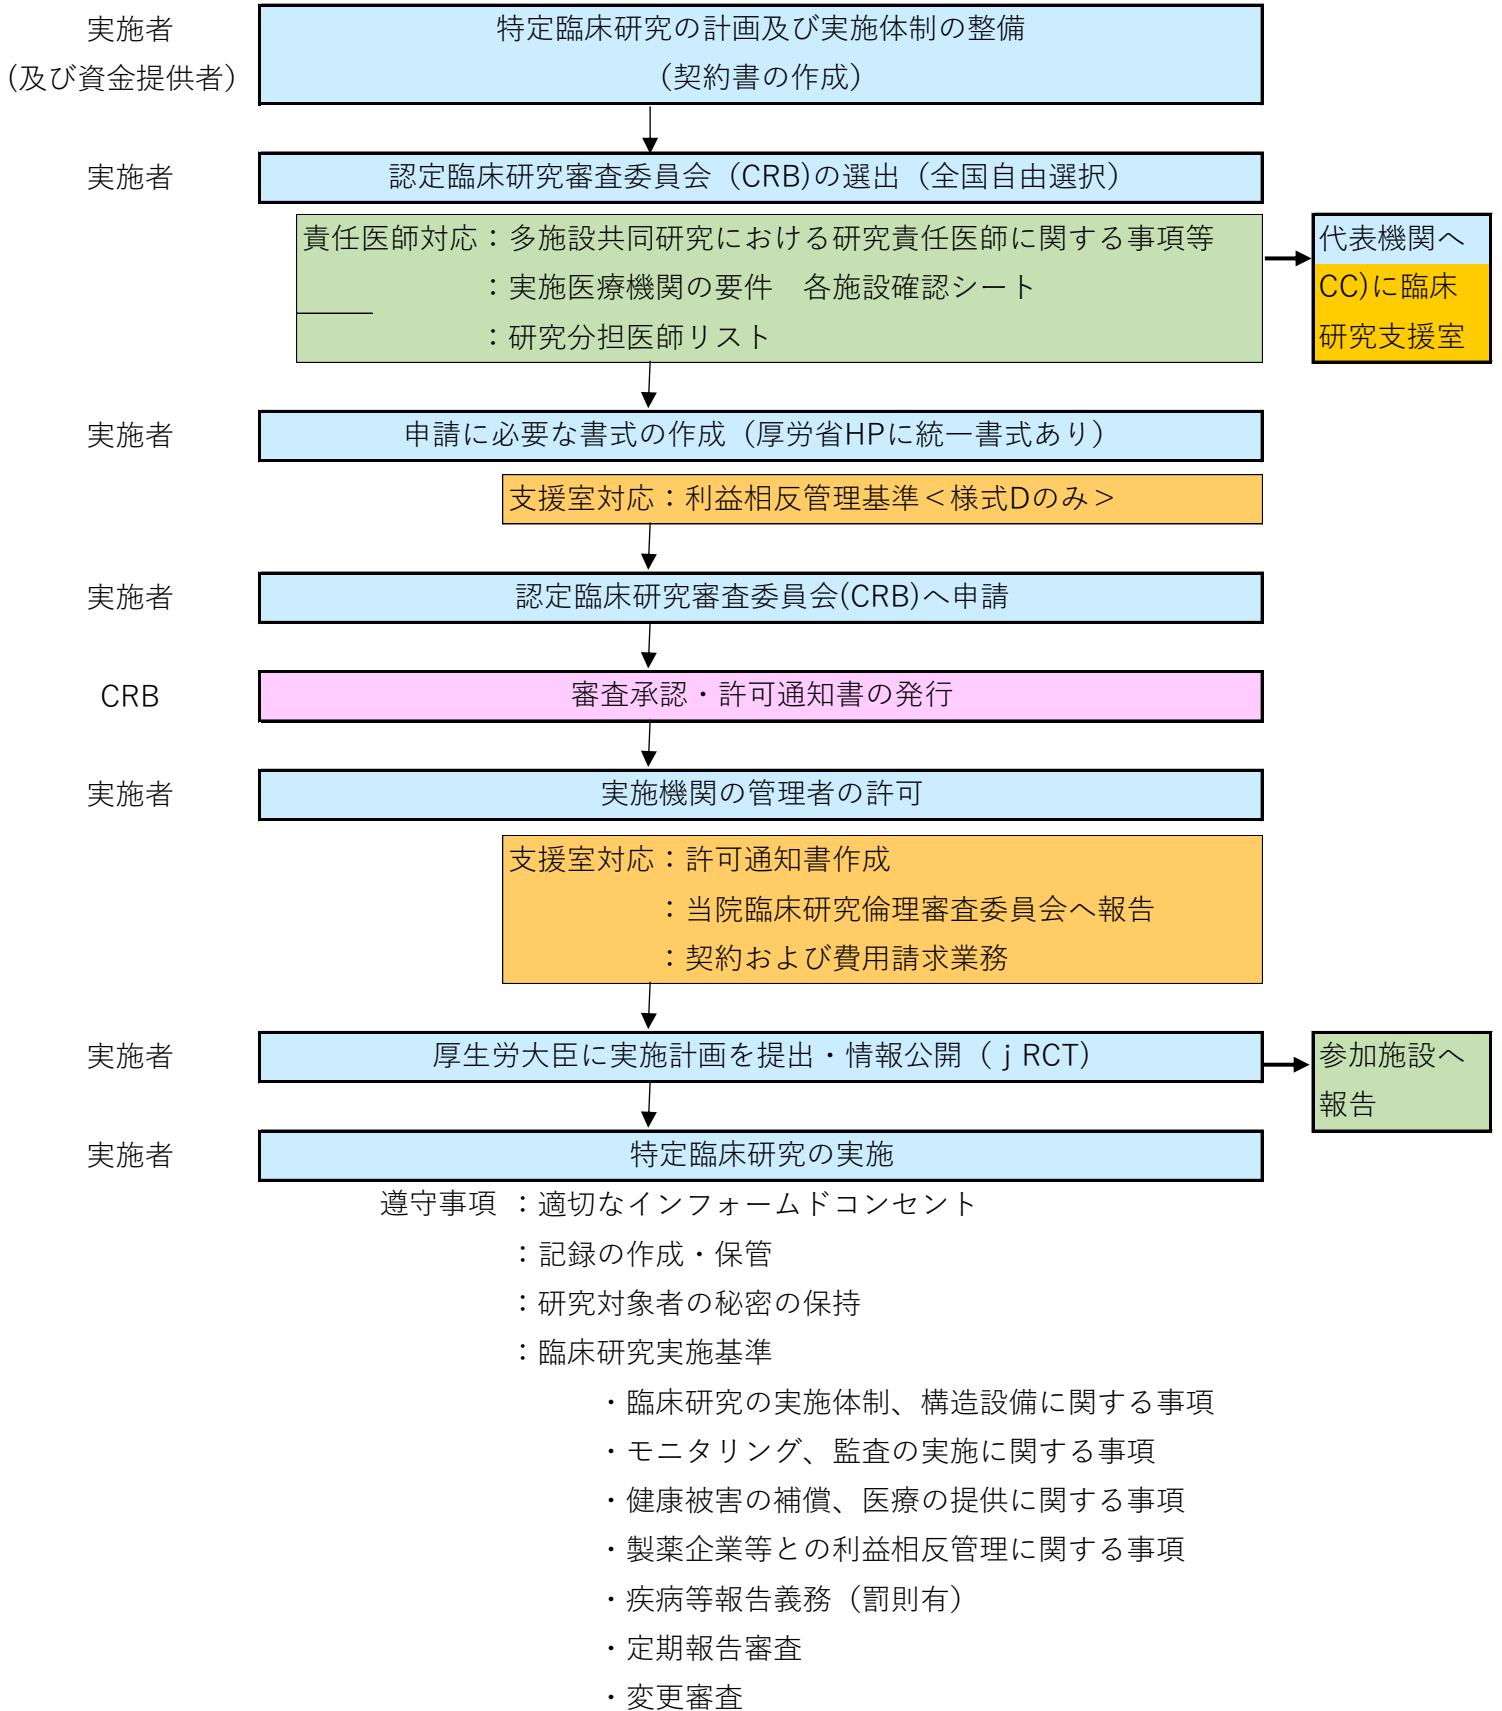 実施者
(及び資金提供者)
特定臨床研究の計画及び実施体制の整備
(契約書の作成)
実施者
認定臨床研究審査委員会（CRB)の選出（全国自由選択）
責任医師対応：多施設共同研究における研究責任医師に関する事項等
：実施医療機関の要件　各施設確認シート
：研究分担医師リスト
代表機関へ
CC)に臨床
研究支援室
実施者
申請に必要な書式の作成（厚労省HPに統一書式あり）
支援室対応：利益相反管理基準＜様式Dのみ＞
実施者
認定臨床研究審査委員会(CRB)へ申請
CRB
審査承認・許可通知書の発行
実施者
実施機関の管理者の許可
支援室対応：許可通知書作成
：当院臨床研究倫理審査委員会へ報告
：契約および費用請求業務
実施者
厚生労大臣に実施計画を提出・情報公開（ｊRCT）
参加施設へ
報告
実施者
特定臨床研究の実施
遵守事項 ：適切なインフォームドコンセント
：記録の作成・保管
：研究対象者の秘密の保持
：臨床研究実施基準
・臨床研究の実施体制、構造設備に関する事項
・モニタリング、監査の実施に関する事項
・健康被害の補償、医療の提供に関する事項
・製薬企業等との利益相反管理に関する事項
・疾病等報告義務（罰則有）
・定期報告審査
・変更審査